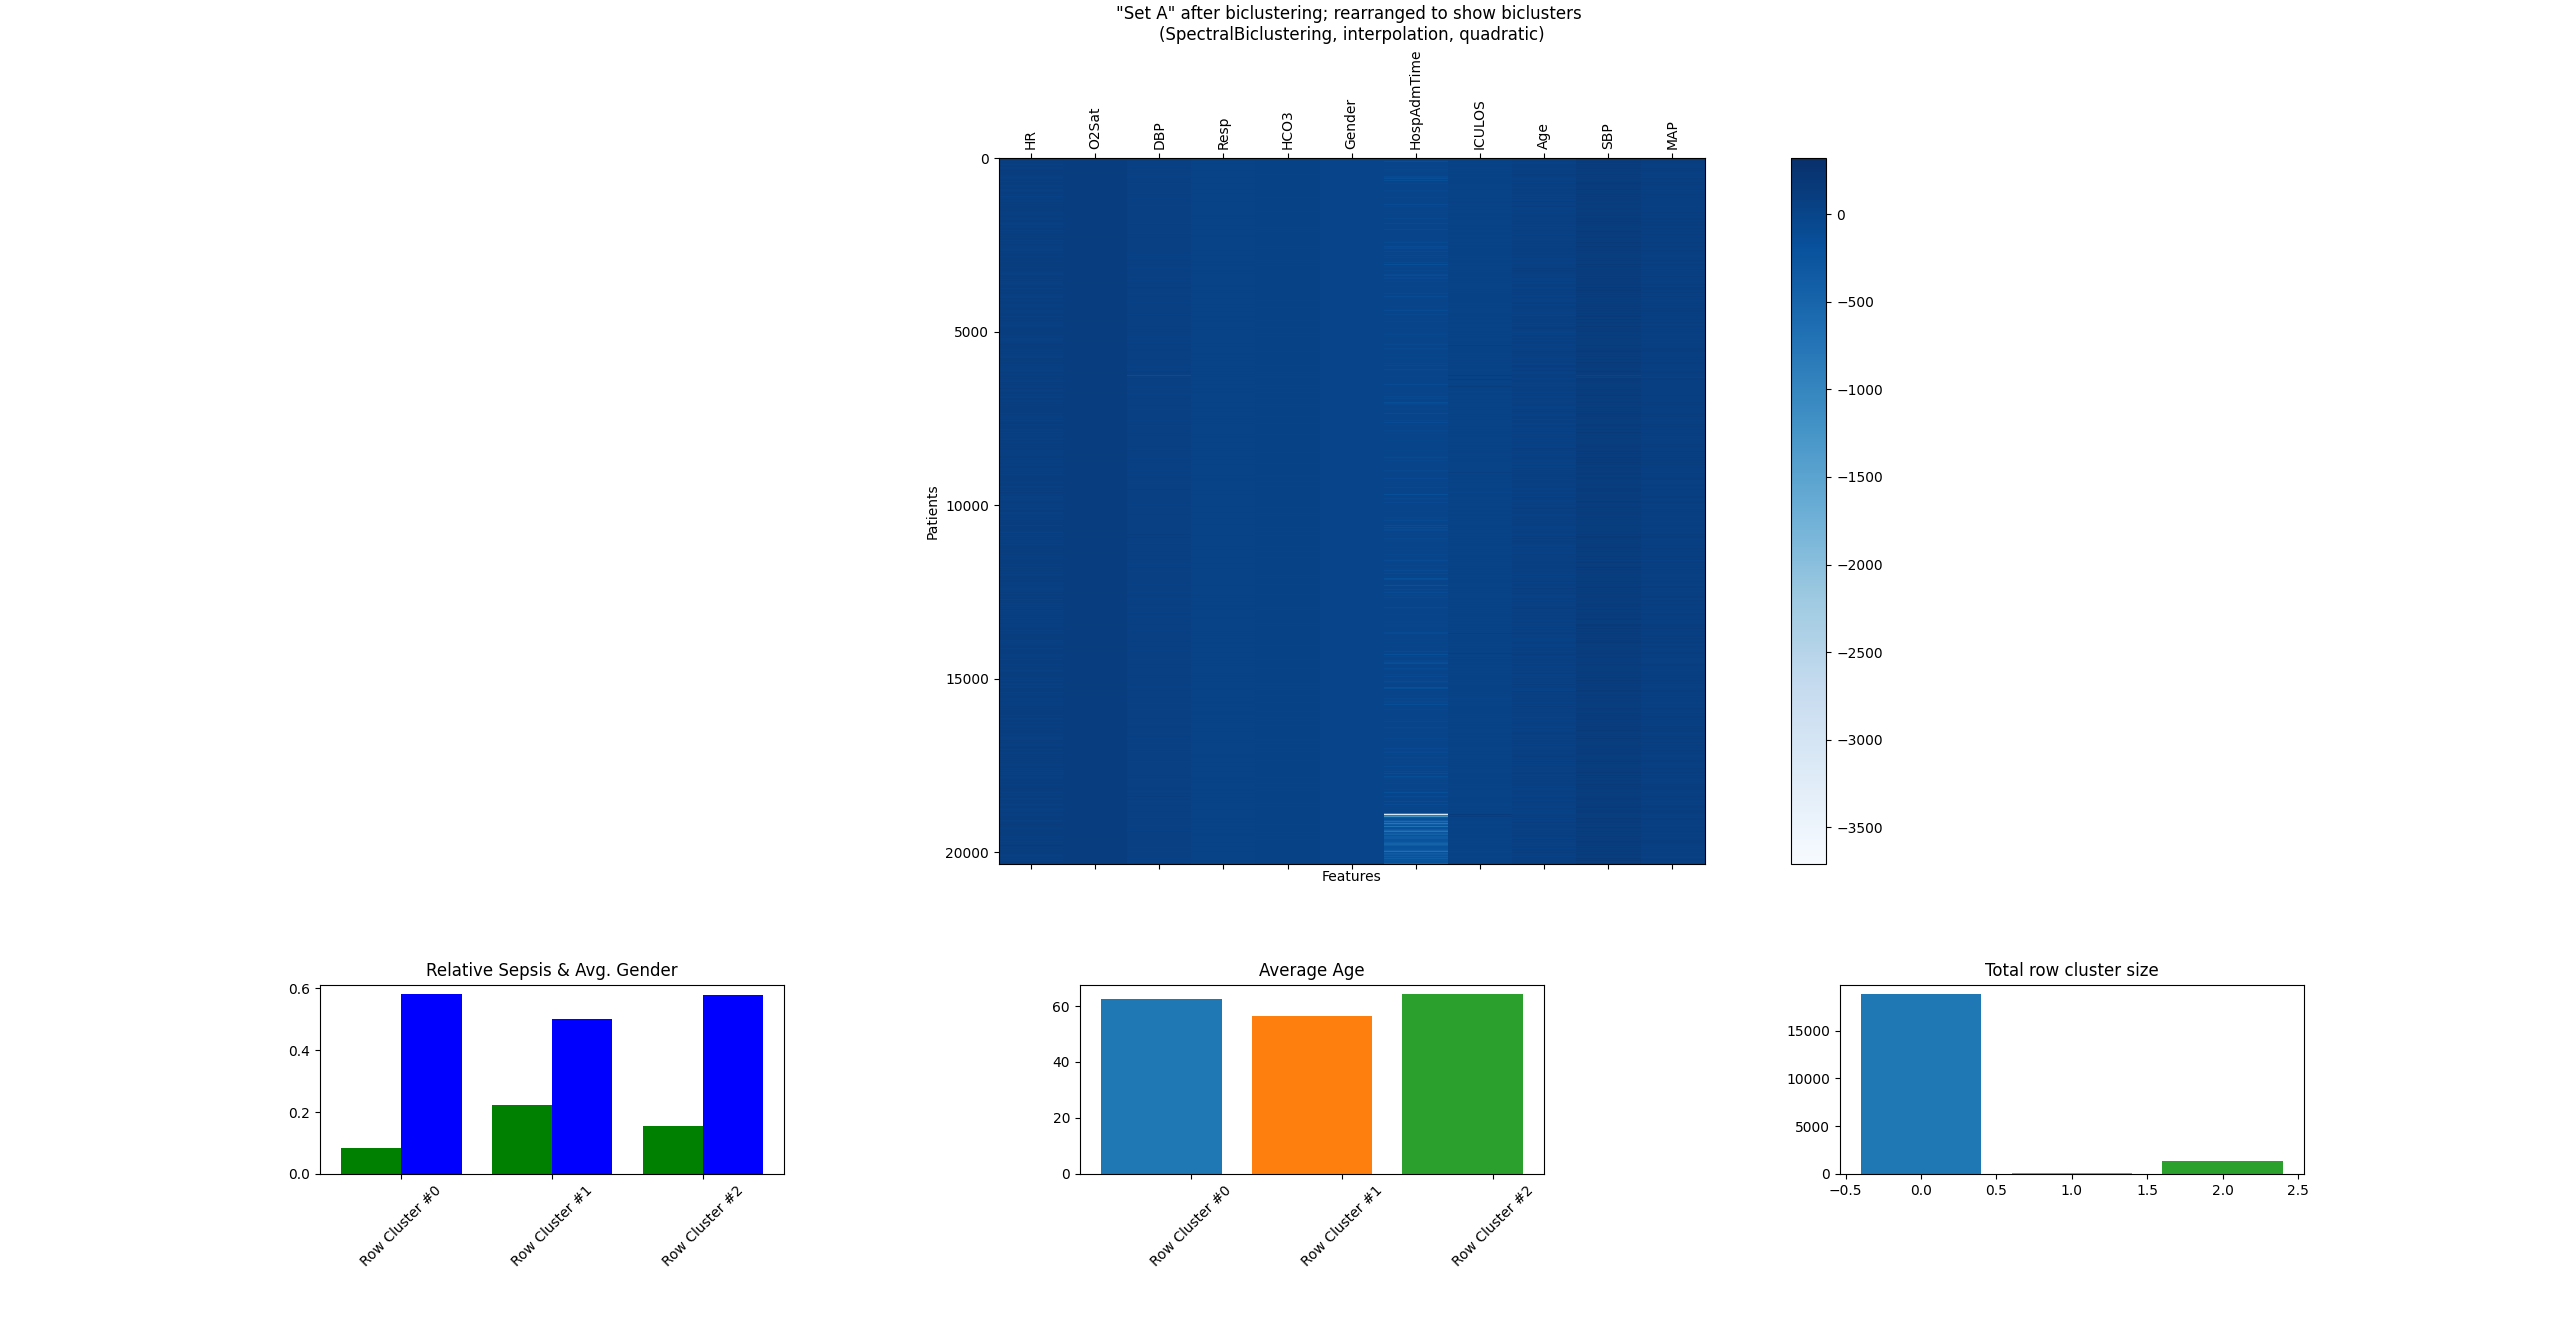 "Set A" after biclustering; rearranged to show biclusters
(SpectralBiclustering, interpolation, quadratic)
HR
O2Sat
DBP
Resp
HCO3
Gender
HospAdmTime
ICULOS
Age
SBP
MAP
0
5000
10000
15000
20000
Patients
Features
0
−500
−1000
−1500
−2000
−2500
−3000
−3500
Relative Sepsis & Avg. Gender
0.6
0.4
0.2
0.0
Row Cluster #0
Row Cluster #1
Row Cluster #2
Average Age
60
40
20
0
Row Cluster #0
Row Cluster #1
Row Cluster #2
Total row cluster size
15000
10000
5000
0
−0.5
0.0
0.5
1.0
1.5
2.0
2.5